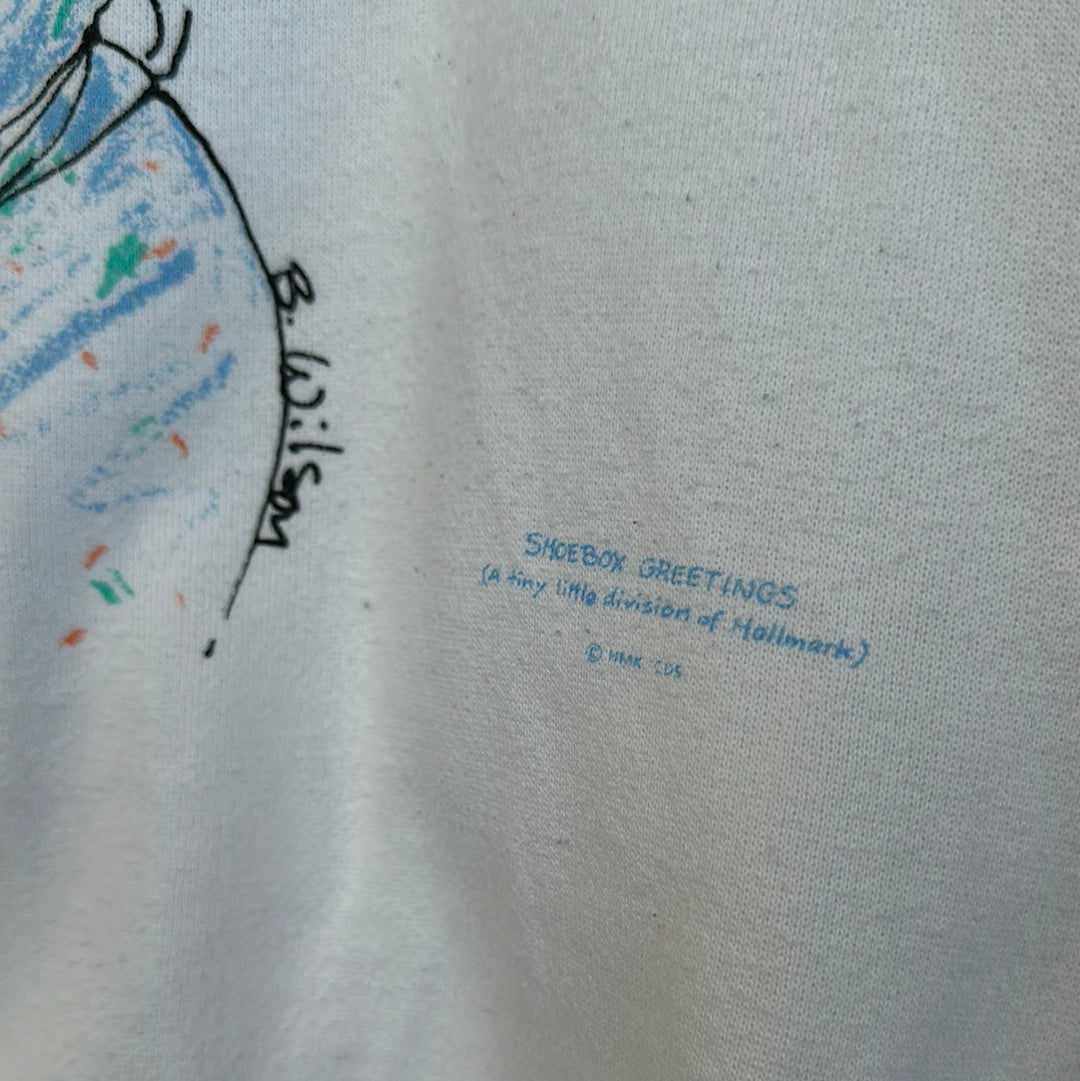 B. Wilson
SHOEBOX GREETINGS
(A tiny little division of Hallmark)
© HMK CDS